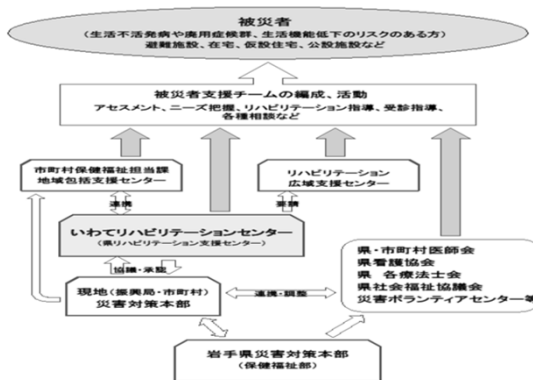 被災者
（生活不活発病や廃用症候群、生活機能低下のリスクのある方）
避難施設、在宅、仮設住宅、公設施設など
被災者支援チームの編成、活動
アセスメント、ニーズ把握、リハビリテーション指導、受診指導、
各種相談など
市町村保健福祉担当課
地域包括支援センター
リハビリテーション
広域支援センター
連携
要請
いわてリハビリテーションセンター
（県リハビリテーション支援センター）
協議・承認
県・市町村医師会
県看護協会
県 各療法士会
県社会福祉協議会
災害ボランティアセンター等
現地（振興局・市町村）
災害対策本部
連携・調整
岩手県災害対策本部
（保健福祉部）